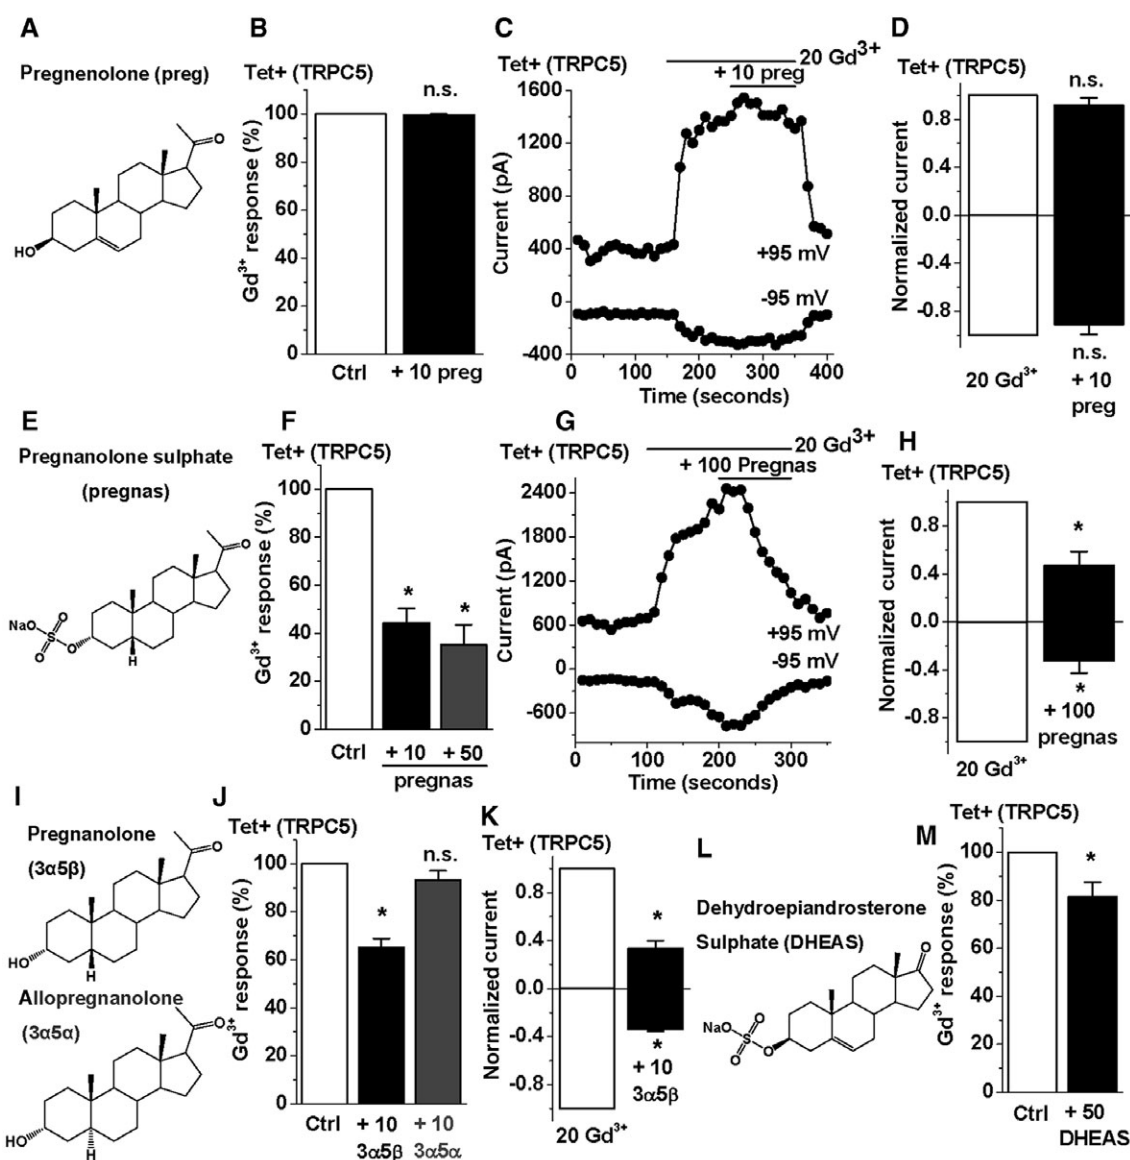 A
Pregnenolone (preg)
O
HO
B
Tet+ (TRPC5)
Gd3+ response (%)
100
80
60
40
20
0
n.s.
Ctrl
+ 10 preg
C
Tet+ (TRPC5)
20 Gd3+
+ 10 preg
Current (pA)
1600
1200
1600
400
0
-400
+95 mV
-95 mV
0 100 200 300 400
Time (seconds)
D
Tet+ (TRPC5)
n.s.
Normalized current
0.8
0.4
0.0
-0.4
-0.8
n.s.
20 Gd3+
+ 10
preg
E
Pregnanolone sulphate
(pregnas)
O
NaO
O
S
O
O
H
F
Tet+ (TRPC5)
Gd3+ response (%)
100
80
60
40
20
0
* *
Ctrl + 10 + 50
pregnas
G
Tet+ (TRPC5)
20 Gd3+
+ 100 Pregnas
Current (pA)
2400
1800
1200
600
0
-600
+95 mV
-95 mV
0 100 200 300
Time (seconds)
H
Tet+ (TRPC5)
Normalized current
0.8
0.4
0.0
-0.4
-0.8
*
*
+ 100
pregnas
20 Gd3+
I
Pregnanolone
(3α5β)
O
HO
H
Allopregnanolone
(3α5α)
O
HO
H
J
Tet+ (TRPC5)
Gd3+ response (%)
100
80
60
40
20
0
*
n.s.
Ctrl + 10 + 10
3α5β 3α5α
K
Tet+ (TRPC5)
Normalized current
0.8
0.4
0.0
-0.4
-0.8
*
*
+ 10
3α5β
20 Gd3+
L
Dehydroepiandrosterone
Sulphate (DHEAS)
O
NaO
O
S
O
O
M
Tet+ (TRPC5)
Gd3+ response (%)
100
80
60
40
20
0
*
Ctrl + 50
DHEAS